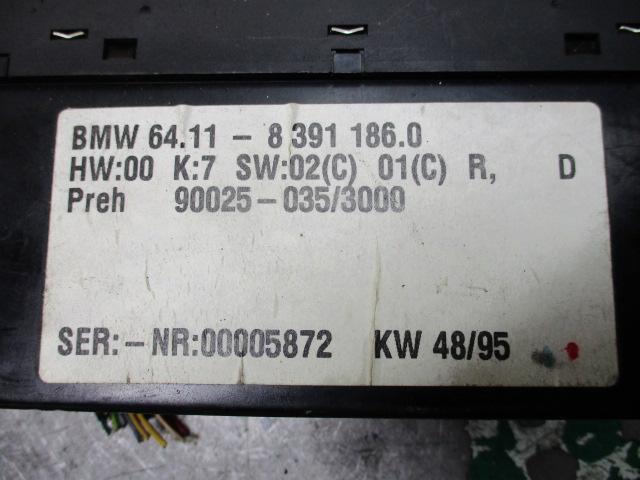 BMW 64.11 - 8 391 186.0
HW:00 K:7 SW:02(C) 01(C) R, D
Preh 90025-035/3000
SER:-NR:00005872 KW 48/95